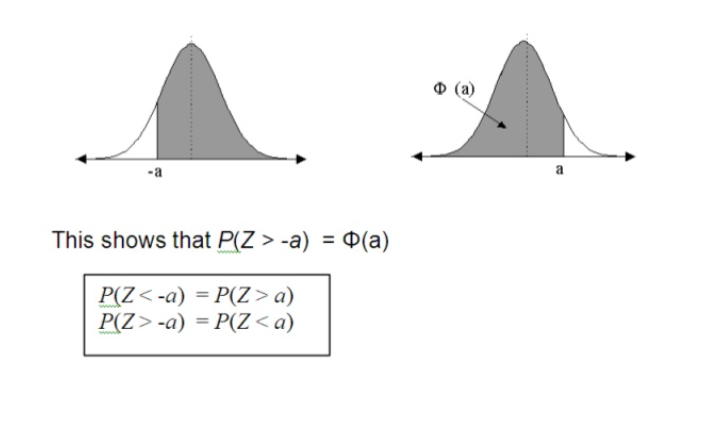 Φ (a)
-a
a
This shows that P(Z > -a) = Φ(a)
P(Z < -a) = P(Z > a)
P(Z > -a) = P(Z < a)